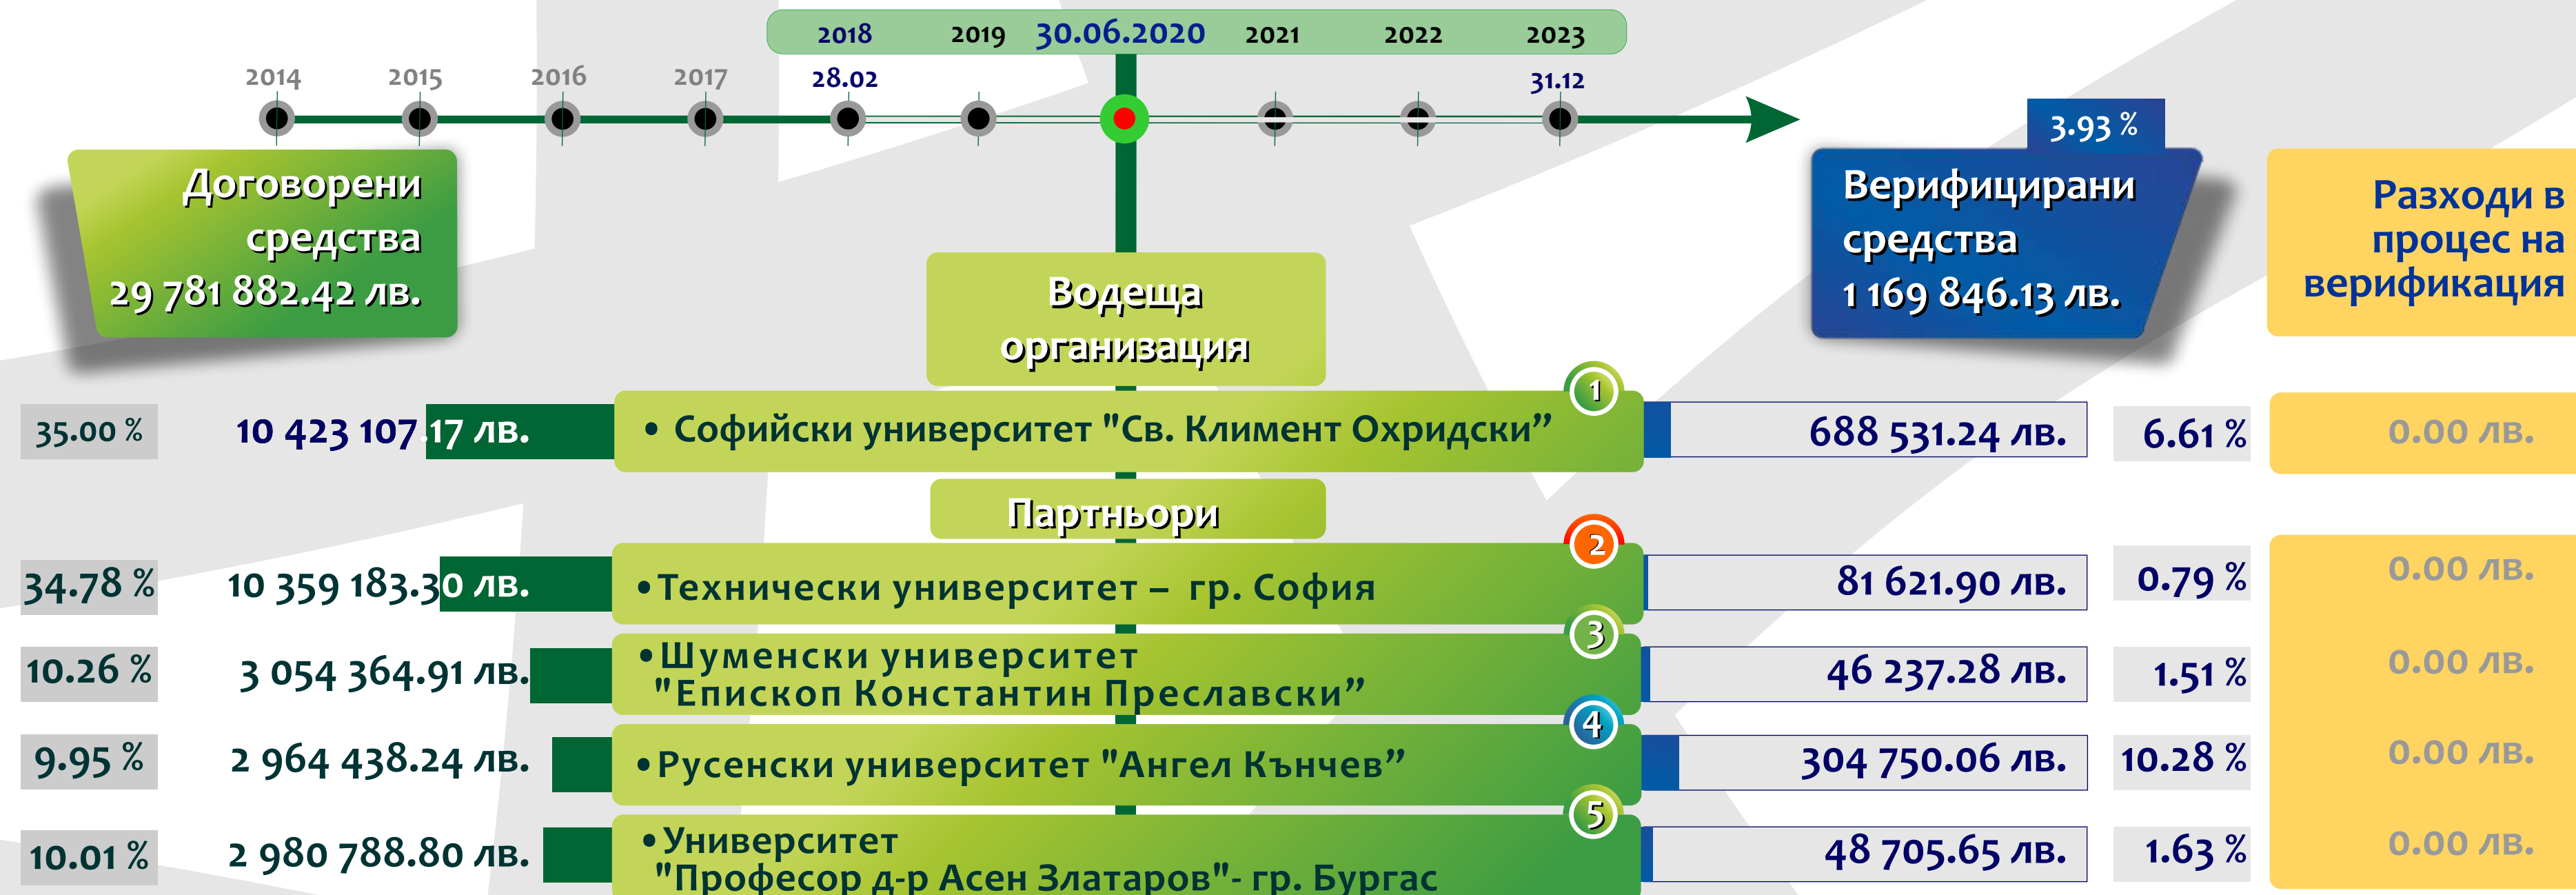 2018 2019 30.06.2020 2021 2022 2023
2014 2015 2016 2017 28.02 31.12
Договорени
средства
29 781 882.42 лв.
3.93 %
Верифицирани
средства
1 169 846.13 лв.
Разходи в
процес на
верификация
Водеща
организация
1
35.00 % 10 423 107.17 лв. • Софийски университет "Св. Климент Охридски” 688 531.24 лв. 6.61 % 0.00 лв.
Партньори
2
34.78 % 10 359 183.30 лв. •Технически университет – гр. София 81 621.90 лв. 0.79 % 0.00 лв.
3
10.26 % 3 054 364.91 лв. •Шуменски университет
"Епископ Константин Преславски” 46 237.28 лв. 1.51 % 0.00 лв.
4
9.95 % 2 964 438.24 лв. •Русенски университет "Ангел Кънчев” 304 750.06 лв. 10.28 % 0.00 лв.
5
10.01 % 2 980 788.80 лв. •Университет
"Професор д-р Асен Златаров"- гр. Бургас 48 705.65 лв. 1.63 % 0.00 лв.